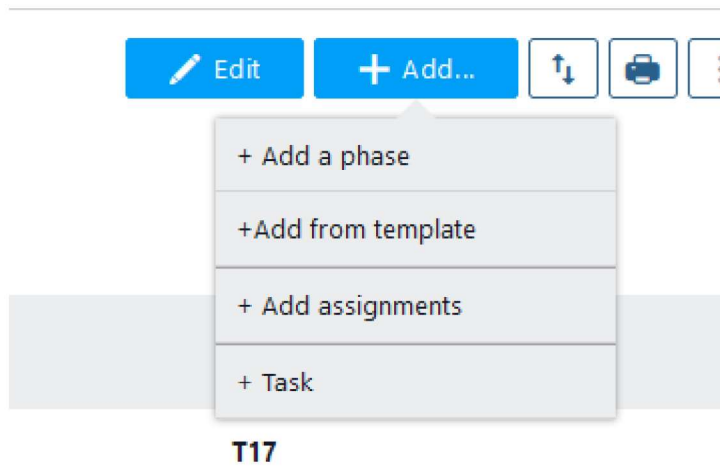 Edit
+ Add...
+ Add a phase
+Add from template
+ Add assignments
+ Task
T17